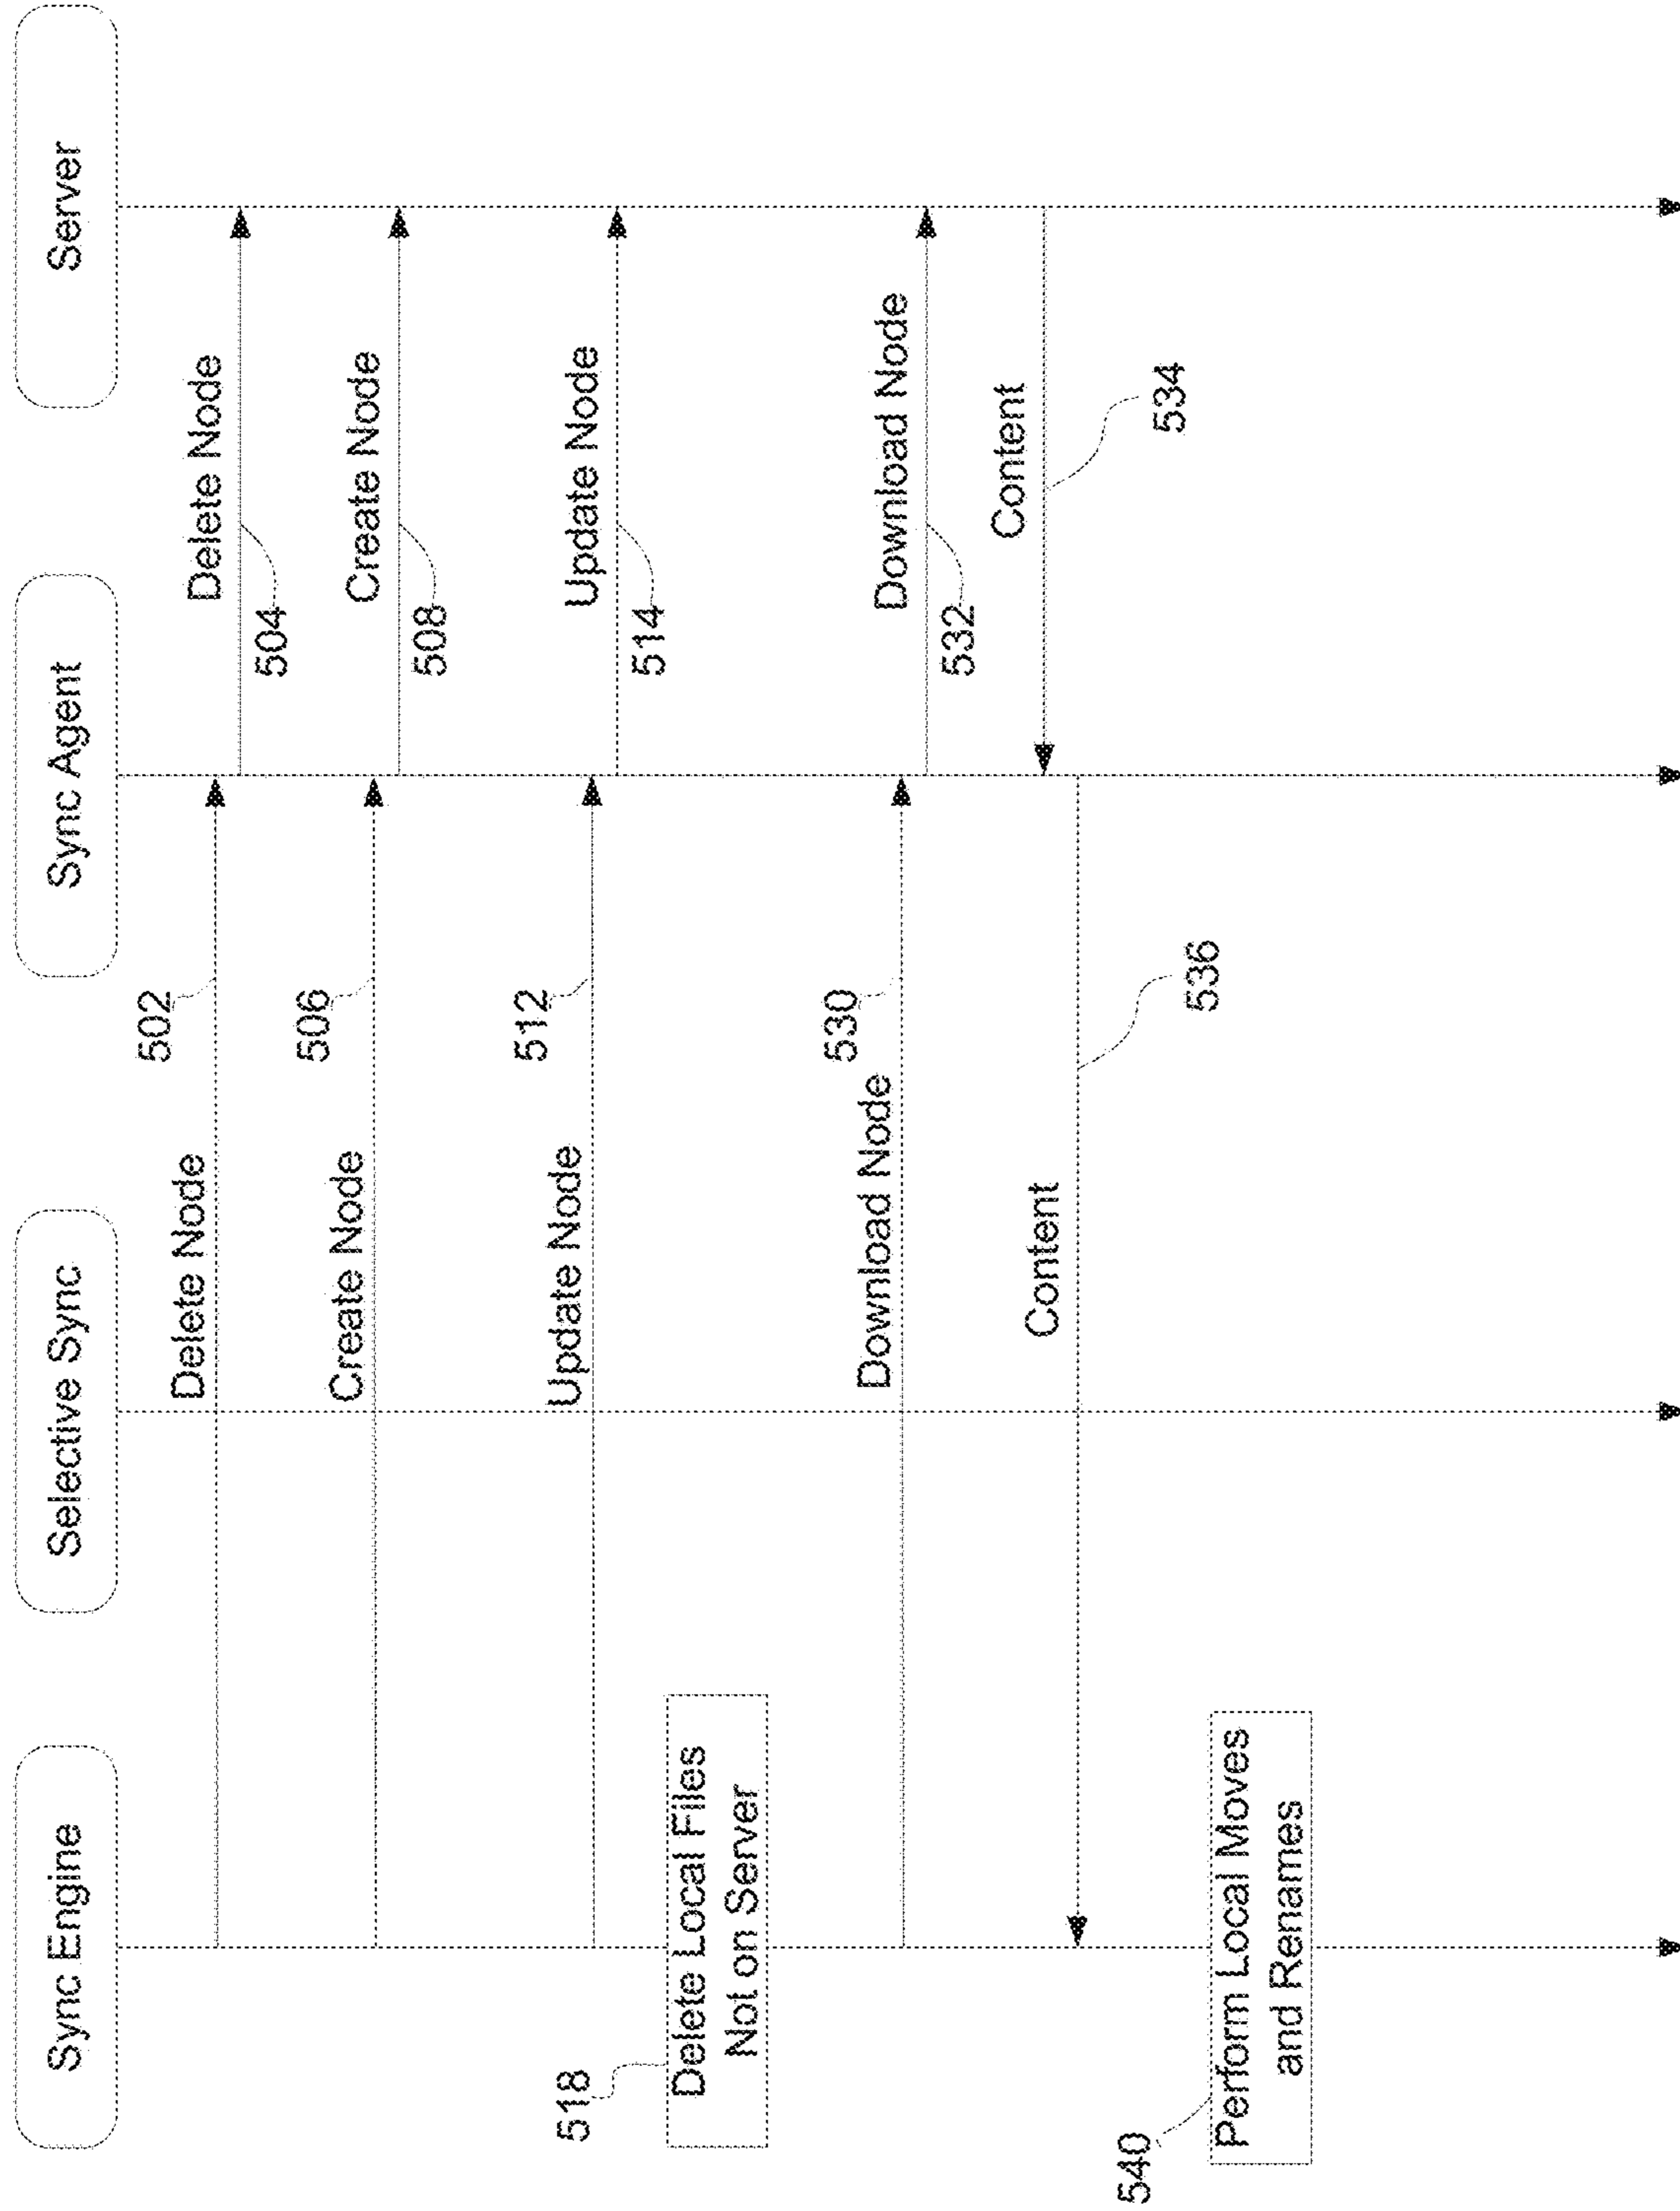 Sync Engine
Selective Sync
Sync Agent
Server
Delete Node
502
Delete Node
504
Create Node
506
Create Node
508
Update Node
512
Update Node
514
518
Delete Local Files
Not on Server
Download Node
530
Download Node
532
Content
534
Content
536
540
Perform Local Moves
and Renames